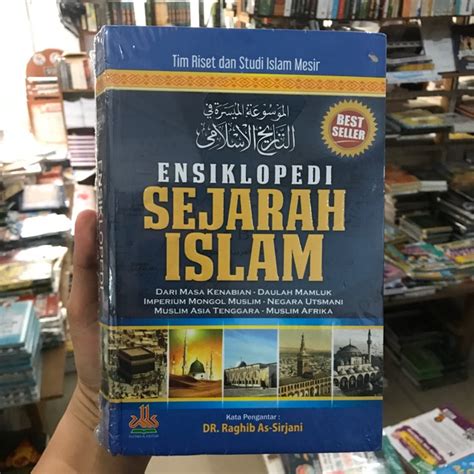 Tim Riset dan Studi Islam Mesir
الموسوعة الميسرة في
التاريخ الإسلامي
BEST
SELLER
ENSIKLOPEDI
SEJARAH
ISLAM
DARI MASA KENABIAN - DAULAH MAMLUK
IMPERIUM MONGOL MUSLIM - NEGARA UTSMANI
MUSLIM ASIA TENGGARA - MUSLIM AFRIKA
Kata Pengantar :
DR. Raghib As-Sirjani
ENSIKLOPEDI